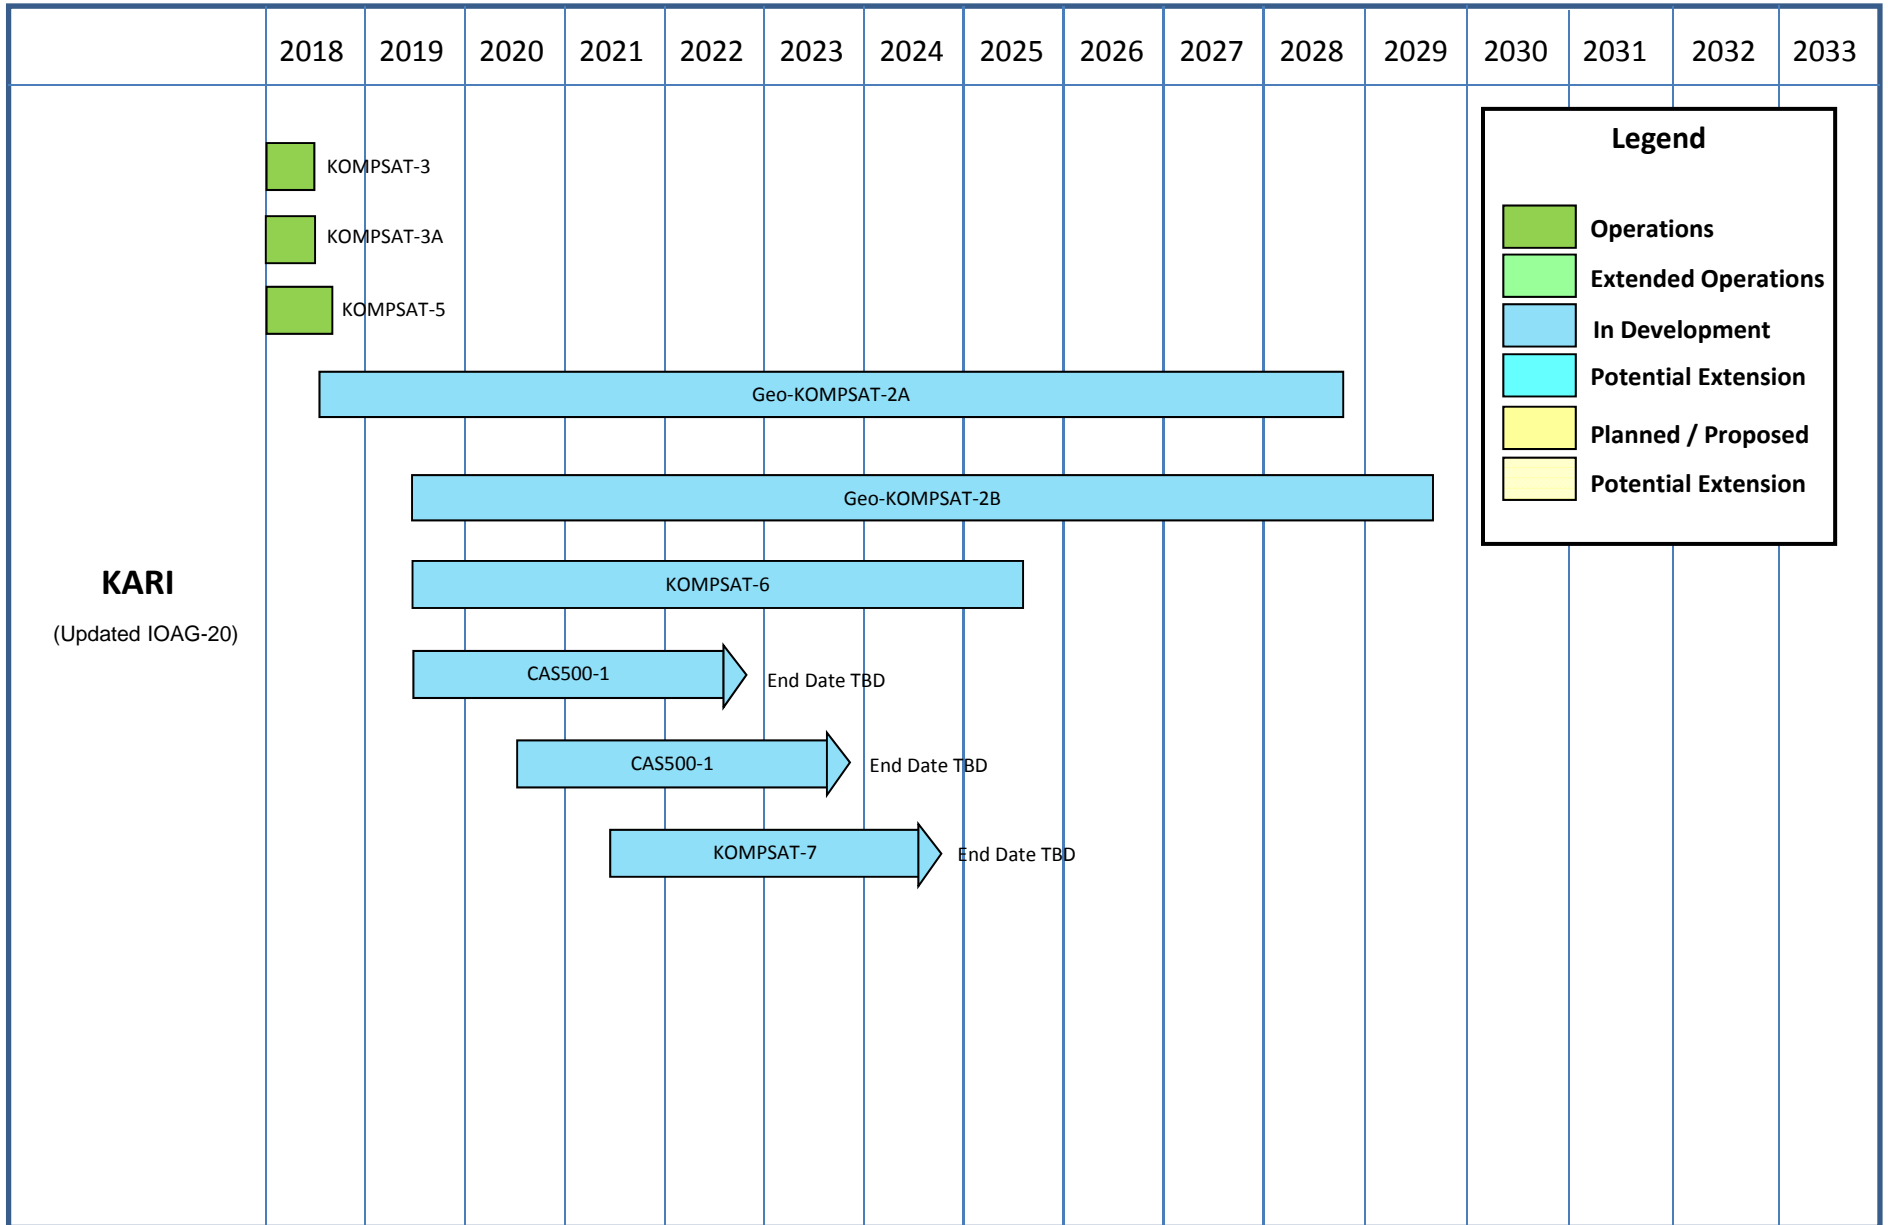 2018 2019 2020 2021 2022 2023 2024 2025 2026 2027 2028 2029 2030 2031 2032 2033
KARI
(Updated IOAG-20)
KOMPSAT-3
KOMPSAT-3A
KOMPSAT-5
Geo-KOMPSAT-2A
Geo-KOMPSAT-2B
KOMPSAT-6
CAS500-1
End Date TBD
CAS500-1
End Date TBD
KOMPSAT-7
End Date TBD
Legend
Operations
Extended Operations
In Development
Potential Extension
Planned / Proposed
Potential Extension